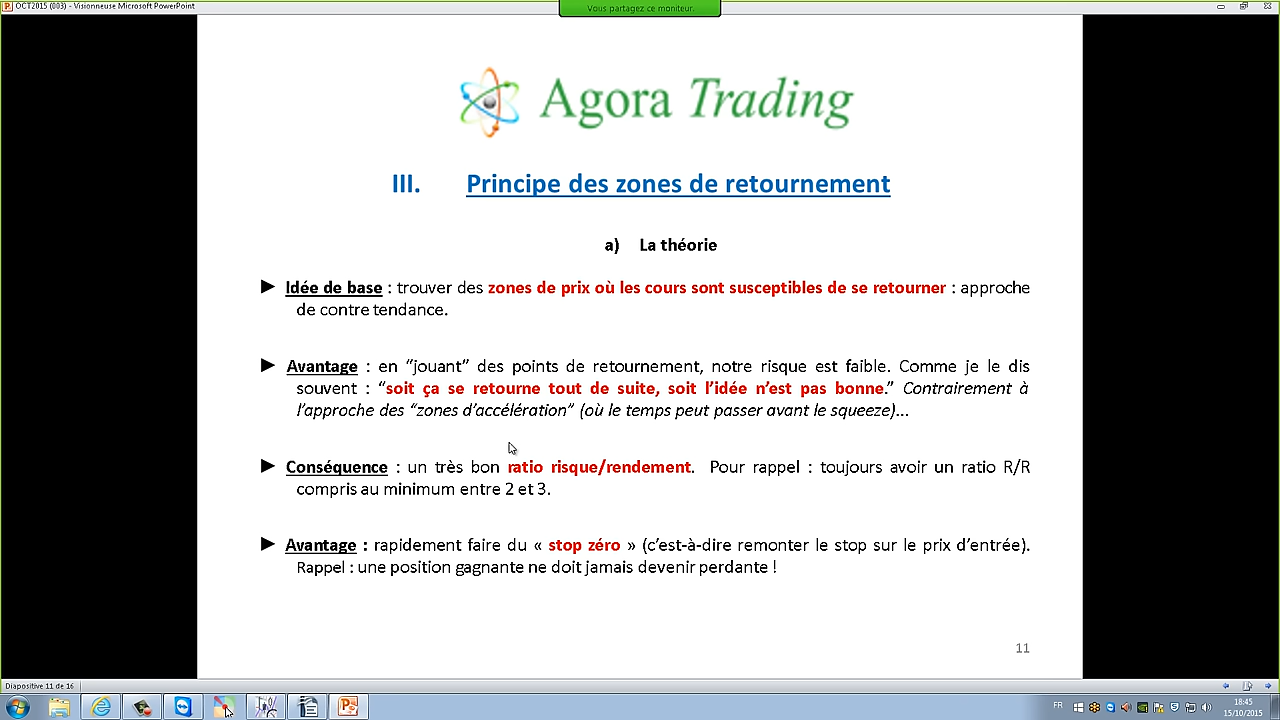 OCT2015 (003) - Visionneuse Microsoft PowerPoint
Vous partagez ce moniteur.
Agora Trading
III. Principe des zones de retournement
a) La théorie
► Idée de base : trouver des zones de prix où les cours sont susceptibles de se retourner : approche
de contre tendance.
► Avantage : en “jouant” des points de retournement, notre risque est faible. Comme je le dis
souvent : “soit ça se retourne tout de suite, soit l’idée n’est pas bonne.” Contrairement à
l’approche des “zones d’accélération” (où le temps peut passer avant le squeeze)...
► Conséquence : un très bon ratio risque/rendement. Pour rappel : toujours avoir un ratio R/R
compris au minimum entre 2 et 3.
► Avantage : rapidement faire du « stop zéro » (c’est-à-dire remonter le stop sur le prix d’entrée).
Rappel : une position gagnante ne doit jamais devenir perdante !
11
Diapositive 11 de 16
FR
18:45
15/10/2015